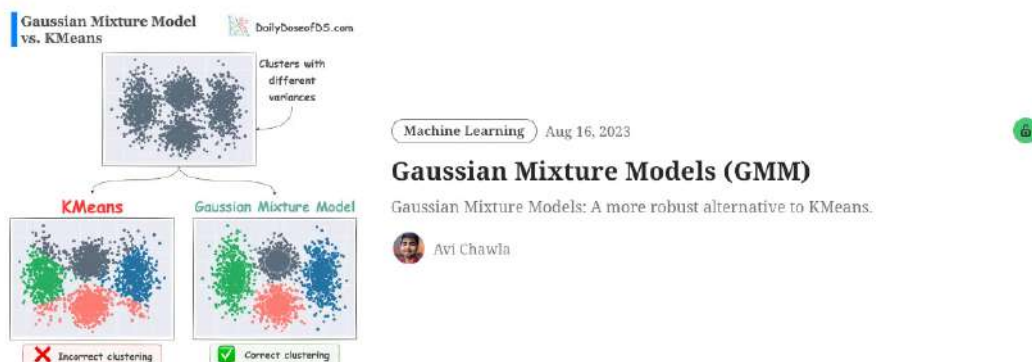 Gaussian Mixture Model
vs. KMeans
DailyDoseofDS.com
Clusters with
different
variances
KMeans
Gaussian Mixture Model
Incorrect clustering
Correct clustering
Machine Learning
Aug 16, 2023
Gaussian Mixture Models (GMM)
Gaussian Mixture Models: A more robust alternative to KMeans.
Avi Chawla